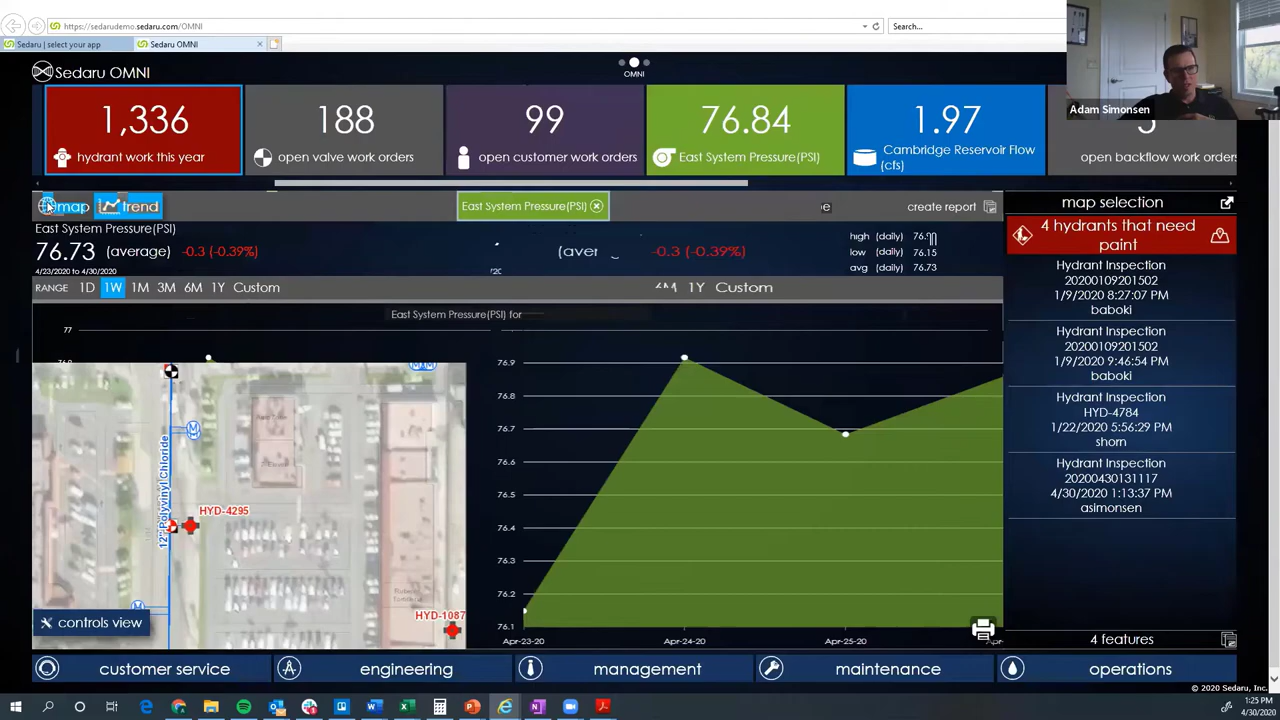 https://sedarudemo.sedaru.com/OMNI
Search...
Sedaru | select your app
Sedaru OMNI
Sedaru OMNI
OMNI
Adam Simonsen
1,336
hydrant work this year
188
open valve work orders
99
open customer work orders
76.84
East System Pressure(PSI)
1.97
Cambridge Reservoir Flow
(cfs)
open backflow work orders
map
trend
East System Pressure(PSI)
create report
map selection
East System Pressure(PSI)
76.73 (average) -0.3 (-0.39%)
4/23/2020 to 4/30/2020
-0.3 (-0.39%)
high (daily)
low (daily) 76.15
avg (daily) 76.73
RANGE 1D 1W 1M 3M 6M 1Y Custom
1Y Custom
East System Pressure(PSI) for
77
76.9
76.8
76.7
76.6
76.5
76.4
76.3
76.2
76.1
Apr-23-20
Apr-24-20
Apr-25-20
12" Polyvinyl Chloride
HYD-4295
HYD-1087
controls view
4 hydrants that need
paint
Hydrant Inspection
20200109201502
1/9/2020 8:27:07 PM
baboki
Hydrant Inspection
20200109201502
1/9/2020 9:46:54 PM
baboki
Hydrant Inspection
HYD-4784
1/22/2020 5:56:29 PM
shorn
Hydrant Inspection
20200430131117
4/30/2020 1:13:37 PM
asimonsen
4 features
customer service
engineering
management
maintenance
operations
© 2020 Sedaru, Inc.
1:25 PM
4/30/2020